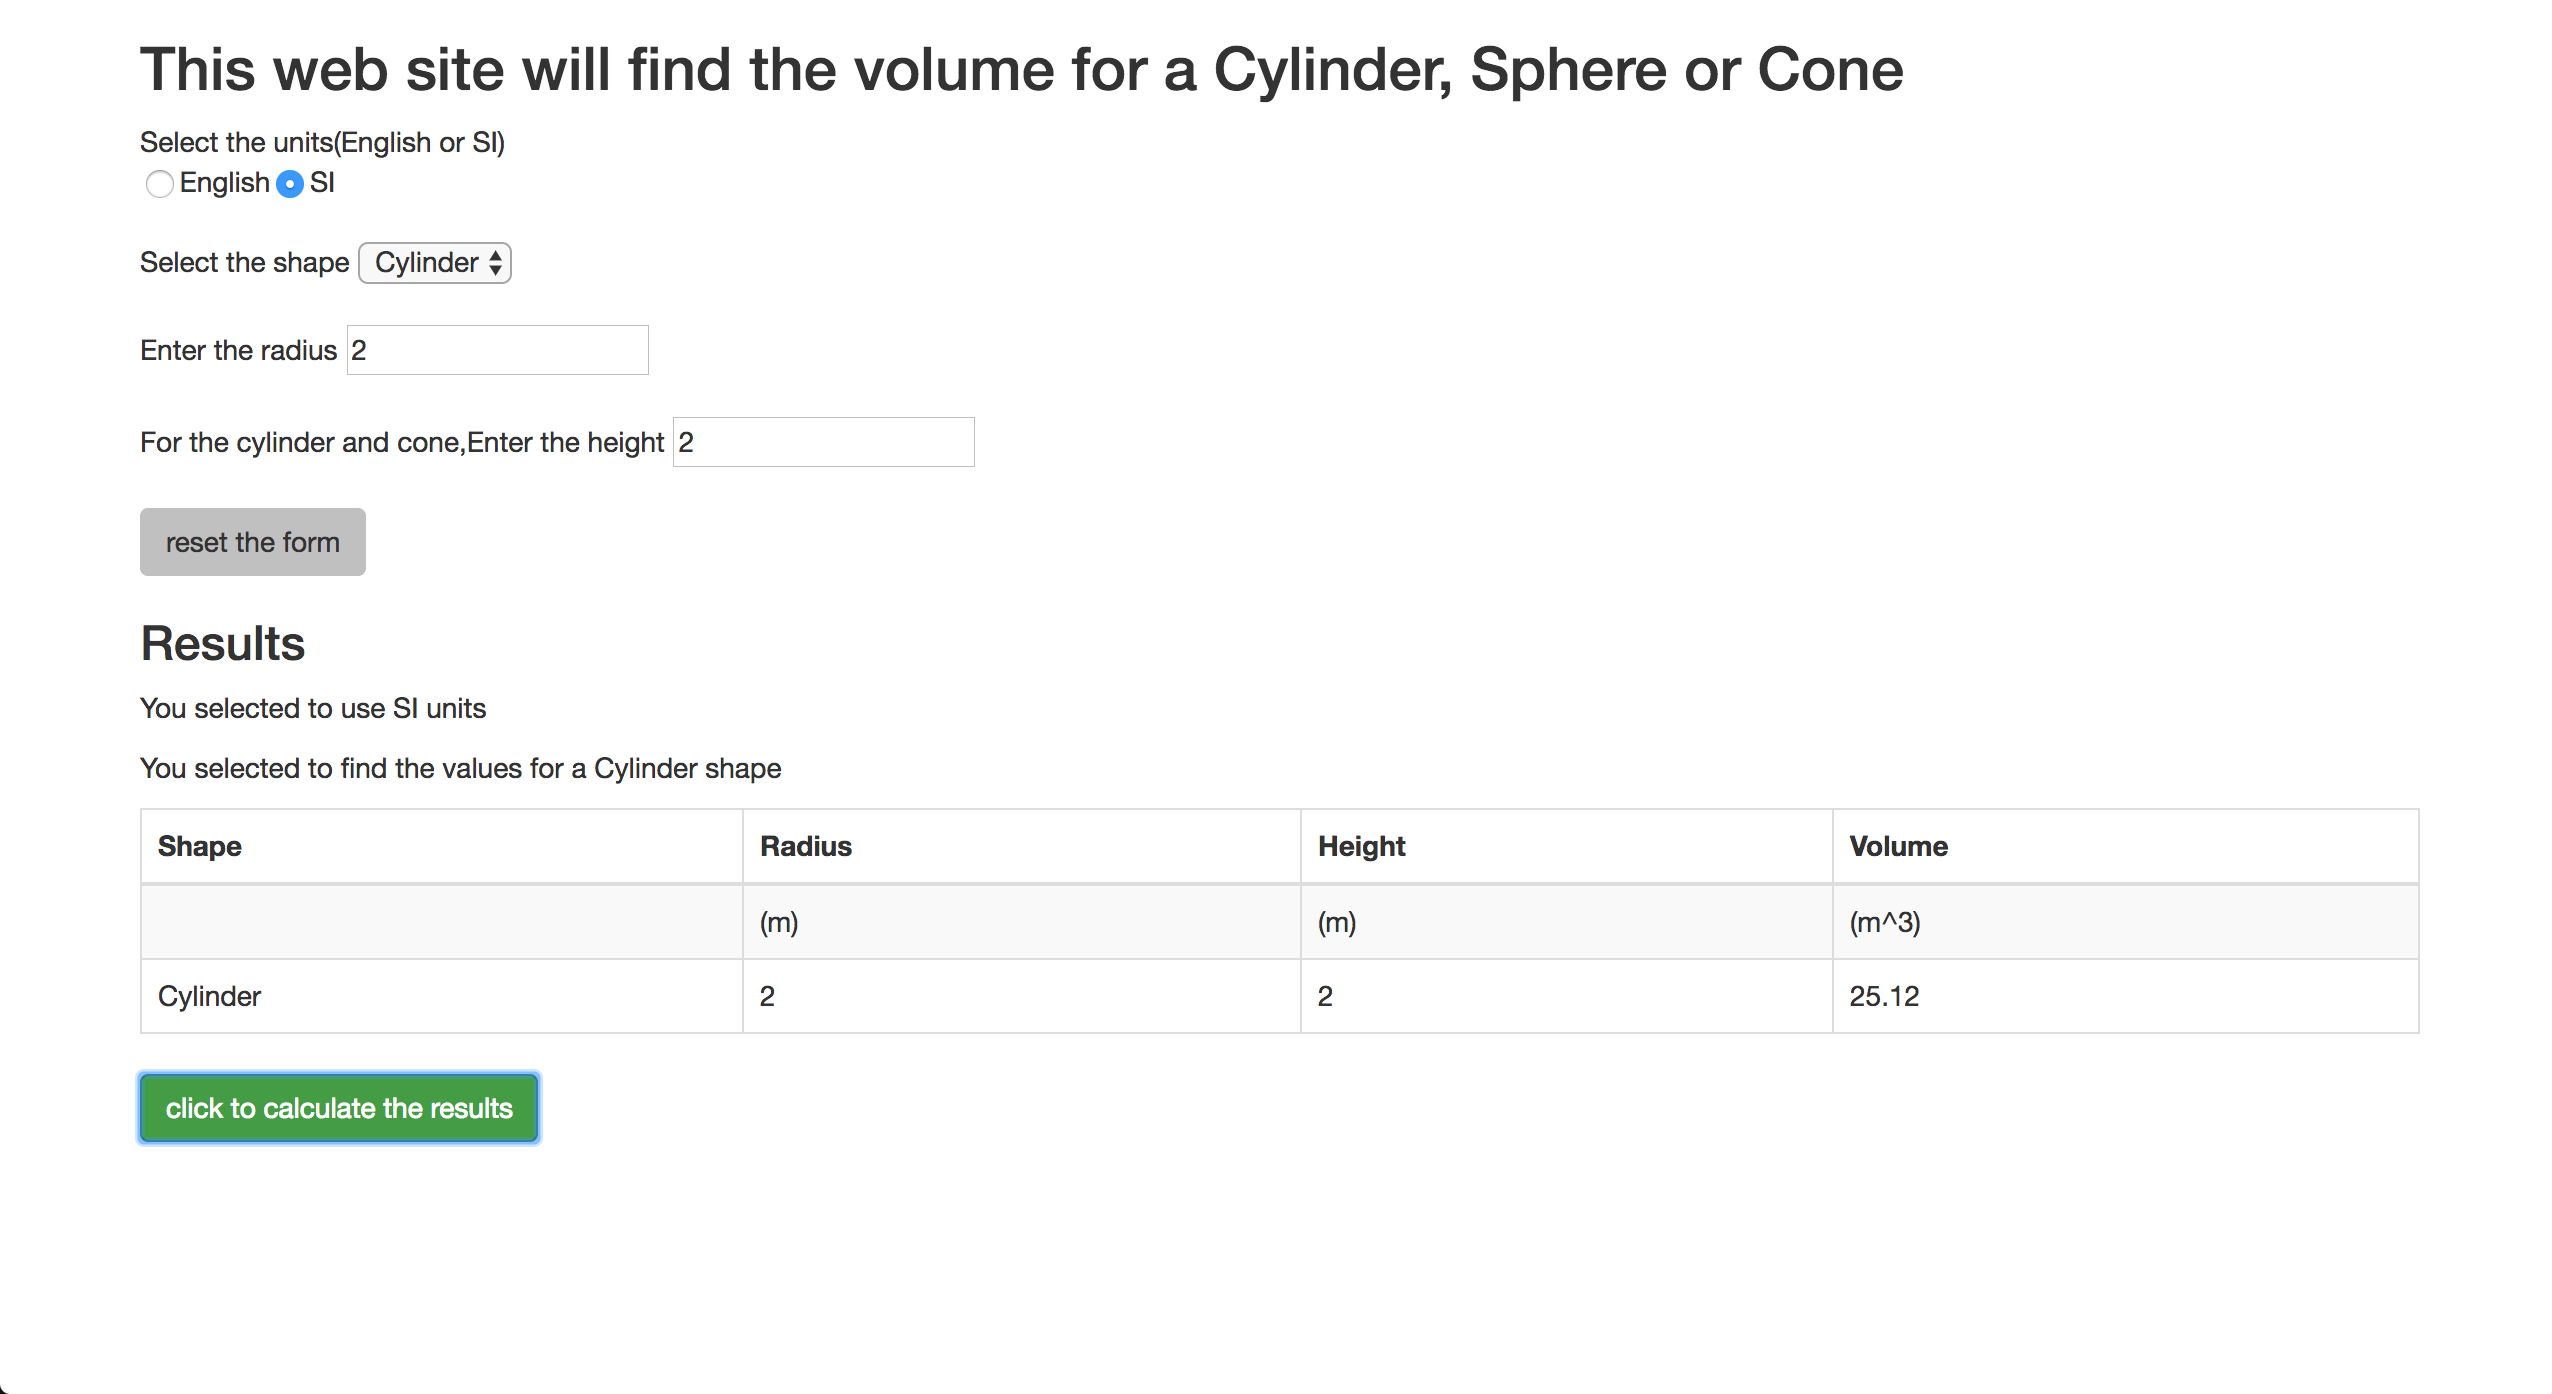 This web site will find the volume for a Cylinder, Sphere or Cone
Select the units(English or SI)
English SI
Select the shape Cylinder
Enter the radius 2
For the cylinder and cone,Enter the height 2
reset the form
Results
You selected to use SI units
You selected to find the values for a Cylinder shape
Shape Radius Height Volume
(m) (m) (m^3)
Cylinder 2 2 25.12
click to calculate the results